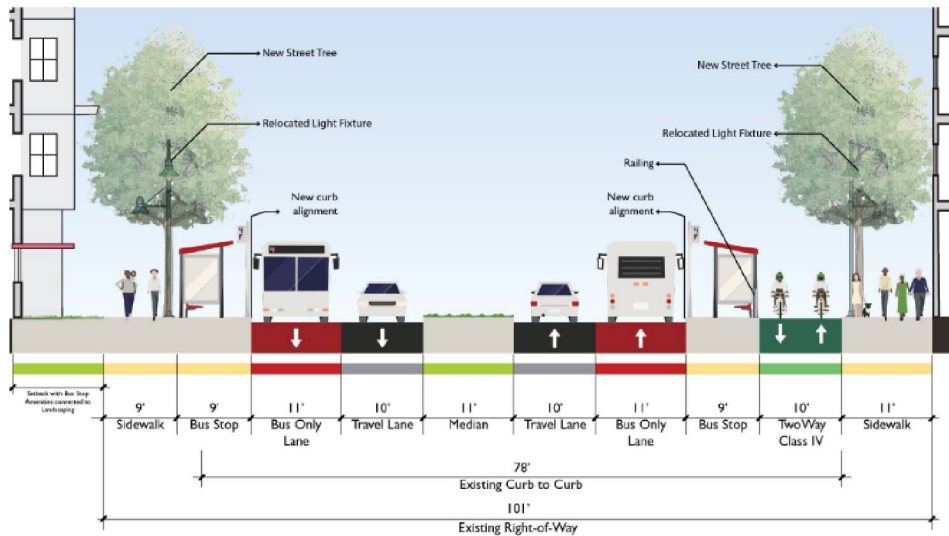 New Street Tree
New Street Tree
Relocated Light Fixture
Relocated Light Fixture
Railing
New curb
alignment
New curb
alignment
Setback with Bus Stop
Amenities converted to
Landscaping
9'
Sidewalk
9'
Bus Stop
11'
Bus Only
Lane
10'
Travel Lane
11'
Median
10'
Travel Lane
11'
Bus Only
Lane
9'
Bus Stop
10'
Two Way
Class IV
11'
Sidewalk
78'
Existing Curb to Curb
101'
Existing Right-of-Way